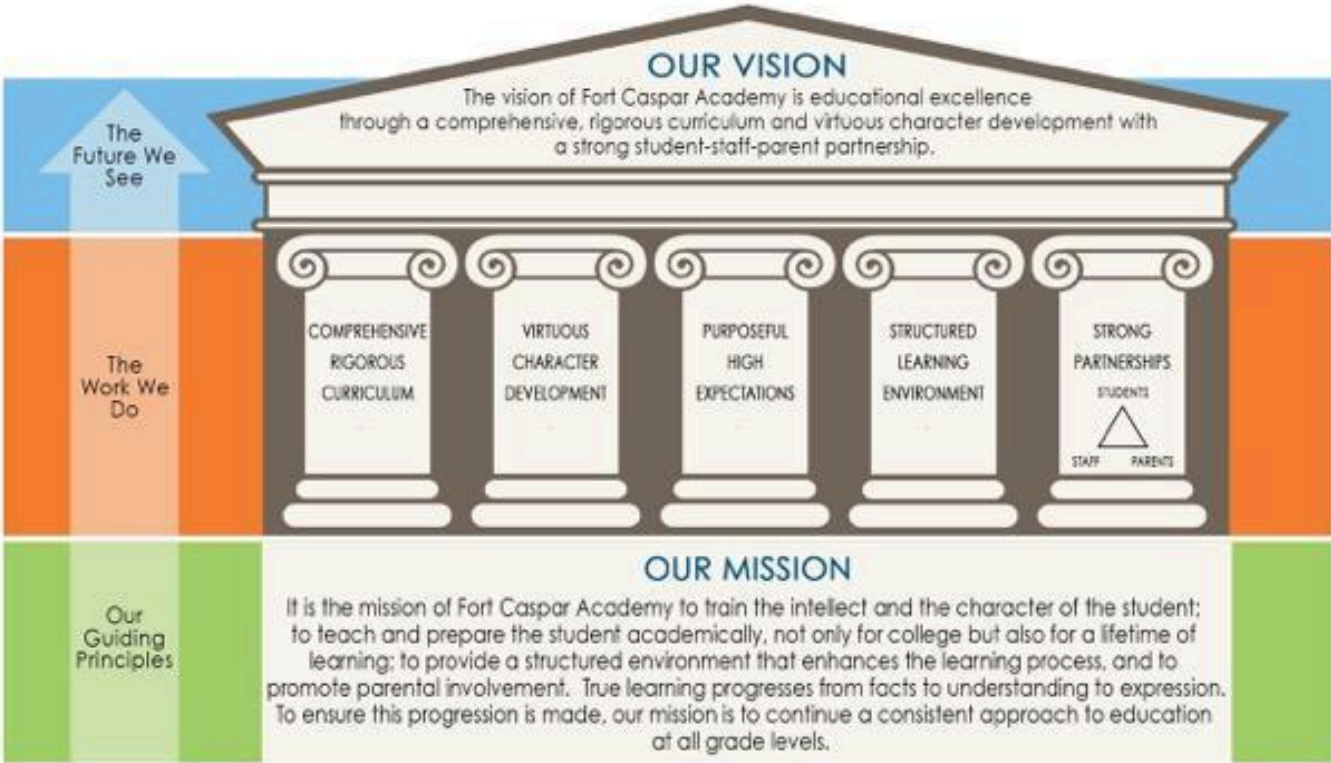 OUR VISION
The vision of Fort Caspar Academy is educational excellence
through a comprehensive, rigorous curriculum and virtuous character development with
a strong student-staff-parent partnership.
The
Future We
See
The
Work We
Do
COMPREHENSIVE
RIGOROUS
CURRICULUM
VIRTUOUS
CHARACTER
DEVELOPMENT
PURPOSEFUL
HIGH
EXPECTATIONS
STRUCTURED
LEARNING
ENVIRONMENT
STRONG
PARTNERSHIPS
STUDENTS
STAFF PARENTS
Our
Guiding
Principles
OUR MISSION
It is the mission of Fort Caspar Academy to train the intellect and the character of the student;
to teach and prepare the student academically, not only for college but also for a lifetime of
learning; to provide a structured environment that enhances the learning process, and to
promote parental involvement. True learning progresses from facts to understanding to expression.
To ensure this progression is made, our mission is to continue a consistent approach to education
at all grade levels.